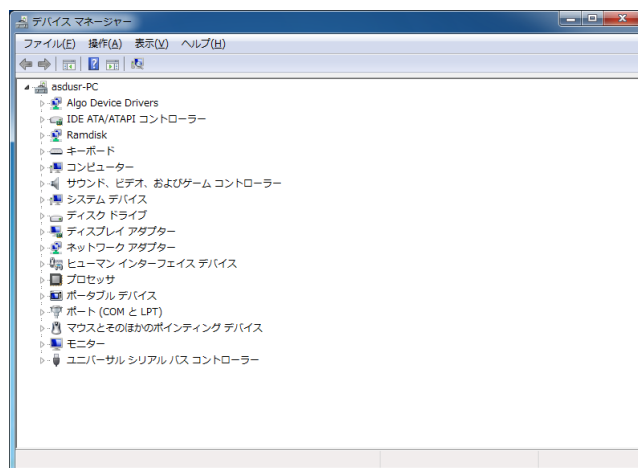 デバイス マネージャー
ファイル(F) 操作(A) 表示(V) ヘルプ(H)
asdusr-PC
Algo Device Drivers
IDE ATA/ATAPI コントローラー
Ramdisk
キーボード
コンピューター
サウンド、ビデオ、およびゲーム コントローラー
システム デバイス
ディスク ドライブ
ディスプレイ アダプター
ネットワーク アダプター
ヒューマン インターフェイス デバイス
プロセッサ
ポータブル デバイス
ポート (COM と LPT)
マウスとそのほかのポインティング デバイス
モニター
ユニバーサル シリアル バス コントローラー